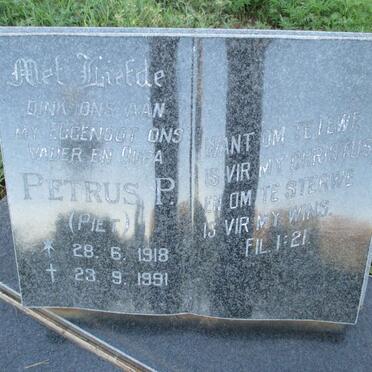 Met Liefde
DINK ONS AAN
MY EGGENOOT ONS
VADER EN OUPA
PETRUS P.
(PIET)
* 28.6.1918
† 23.9.1991
WANT OM TE LEWE
IS VIR MY CHRISTUS
EN OM TE STERWE
IS VIR MY WINS.
FIL. 1:21